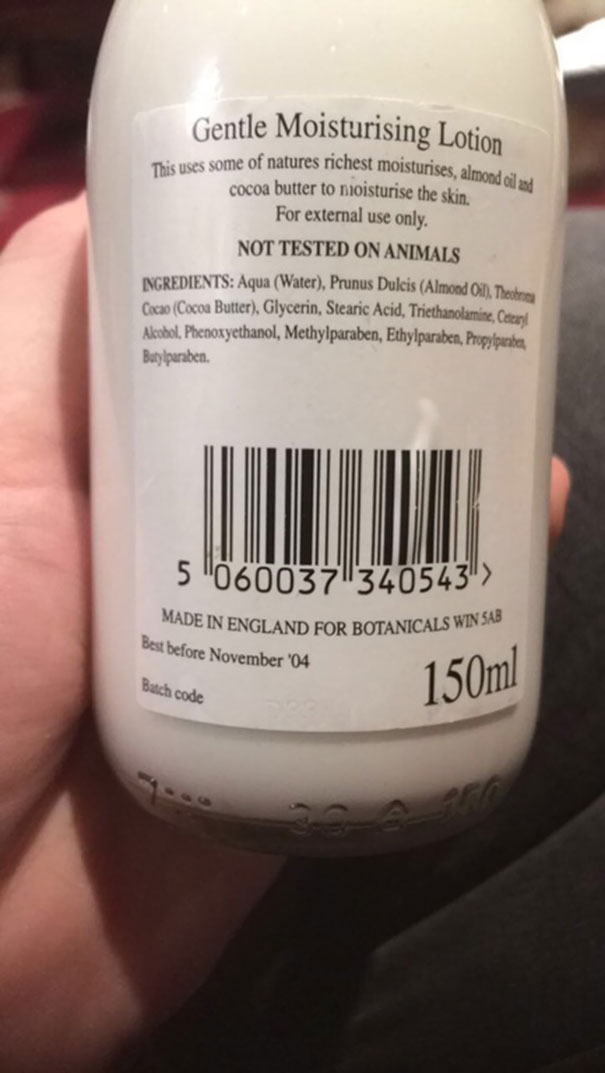 Gentle Moisturising Lotion
This uses some of natures richest moisturises, almond oil and
cocoa butter to moisturise the skin.
For external use only.
NOT TESTED ON ANIMALS
INGREDIENTS: Aqua (Water), Prunus Dulcis (Almond Oil), Theobroma
Cocao (Cocoa Butter), Glycerin, Stearic Acid, Triethanolamine, Cetearyl
Alcohol, Phenoxyethanol, Methylparaben, Ethylparaben, Propylparaben,
Butylparaben.
5 060037 340543 >
MADE IN ENGLAND FOR BOTANICALS W1N 5AB
Best before November '04
150ml
Batch code